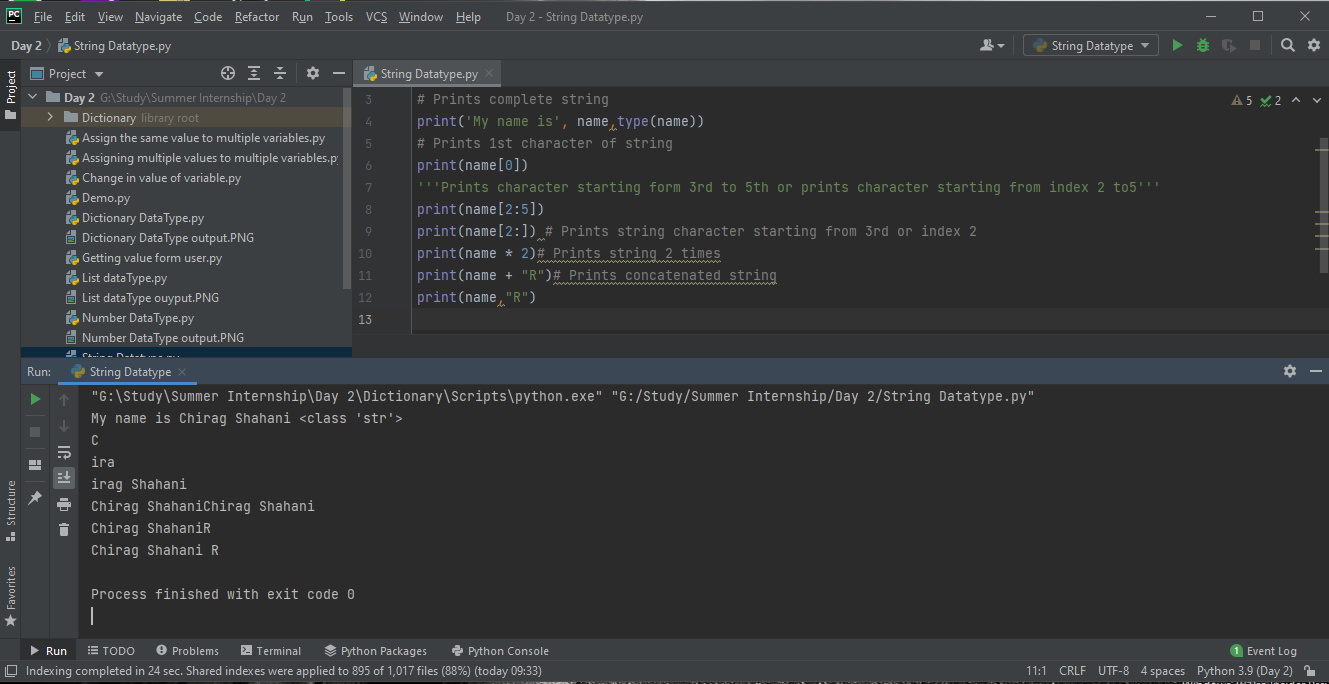 PC File Edit View Navigate Code Refactor Run Tools VCS Window Help Day 2 - String Datatype.py
Day 2 String Datatype.py String Datatype
Project Project String Datatype.py
Day 2 G:\Study\Summer Internship\Day 2
Dictionary library root
Assign the same value to multiple variables.py
Assigning multiple values to multiple variables.py
Change in value of variable.py
Demo.py
Dictionary DataType.py
Dictionary DataType output.PNG
Getting value form user.py
List dataType.py
List dataType ouyput.PNG
Number DataType.py
Number DataType output.PNG
String Datatype.py
5 2
3 # Prints complete string
4 print('My name is', name,type(name))
5 # Prints 1st character of string
6 print(name[0])
7 '''Prints character starting form 3rd to 5th or prints character starting from index 2 to5'''
8 print(name[2:5])
9 print(name[2:]) # Prints string character starting from 3rd or index 2
10 print(name * 2)# Prints string 2 times
11 print(name + "R")# Prints concatenated string
12 print(name,"R")
13
Run: String Datatype
"G:\Study\Summer Internship\Day 2\Dictionary\Scripts\python.exe" "G:/Study/Summer Internship/Day 2/String Datatype.py"
My name is Chirag Shahani <class 'str'>
C
ira
irag Shahani
Chirag ShahaniChirag Shahani
Chirag ShahaniR
Chirag Shahani R
Process finished with exit code 0
Structure
Favorites
Run TODO Problems Terminal Python Packages Python Console 1 Event Log
Indexing completed in 24 sec. Shared indexes were applied to 895 of 1,017 files (88%) (today 09:33) 11:1 CRLF UTF-8 4 spaces Python 3.9 (Day 2)